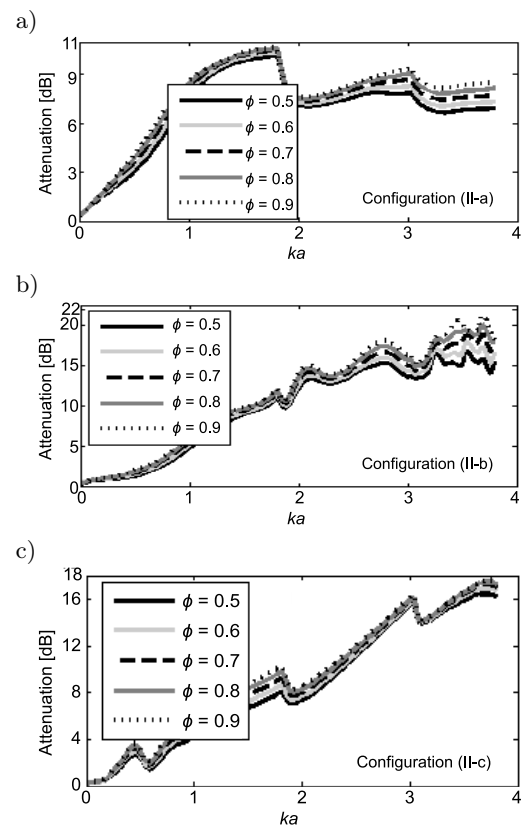 a)
11
9
6
3
0
Attenuation [dB]
ϕ = 0.5
ϕ = 0.6
ϕ = 0.7
ϕ = 0.8
ϕ = 0.9
Configuration (II-a)
0 1 2 3 4
ka
b)
22
20
15
10
5
0
Attenuation [dB]
ϕ = 0.5
ϕ = 0.6
ϕ = 0.7
ϕ = 0.8
ϕ = 0.9
Configuration (II-b)
0 1 2 3 4
ka
c)
18
16
12
8
4
0
Attenuation [dB]
ϕ = 0.5
ϕ = 0.6
ϕ = 0.7
ϕ = 0.8
ϕ = 0.9
Configuration (II-c)
0 1 2 3 4
ka